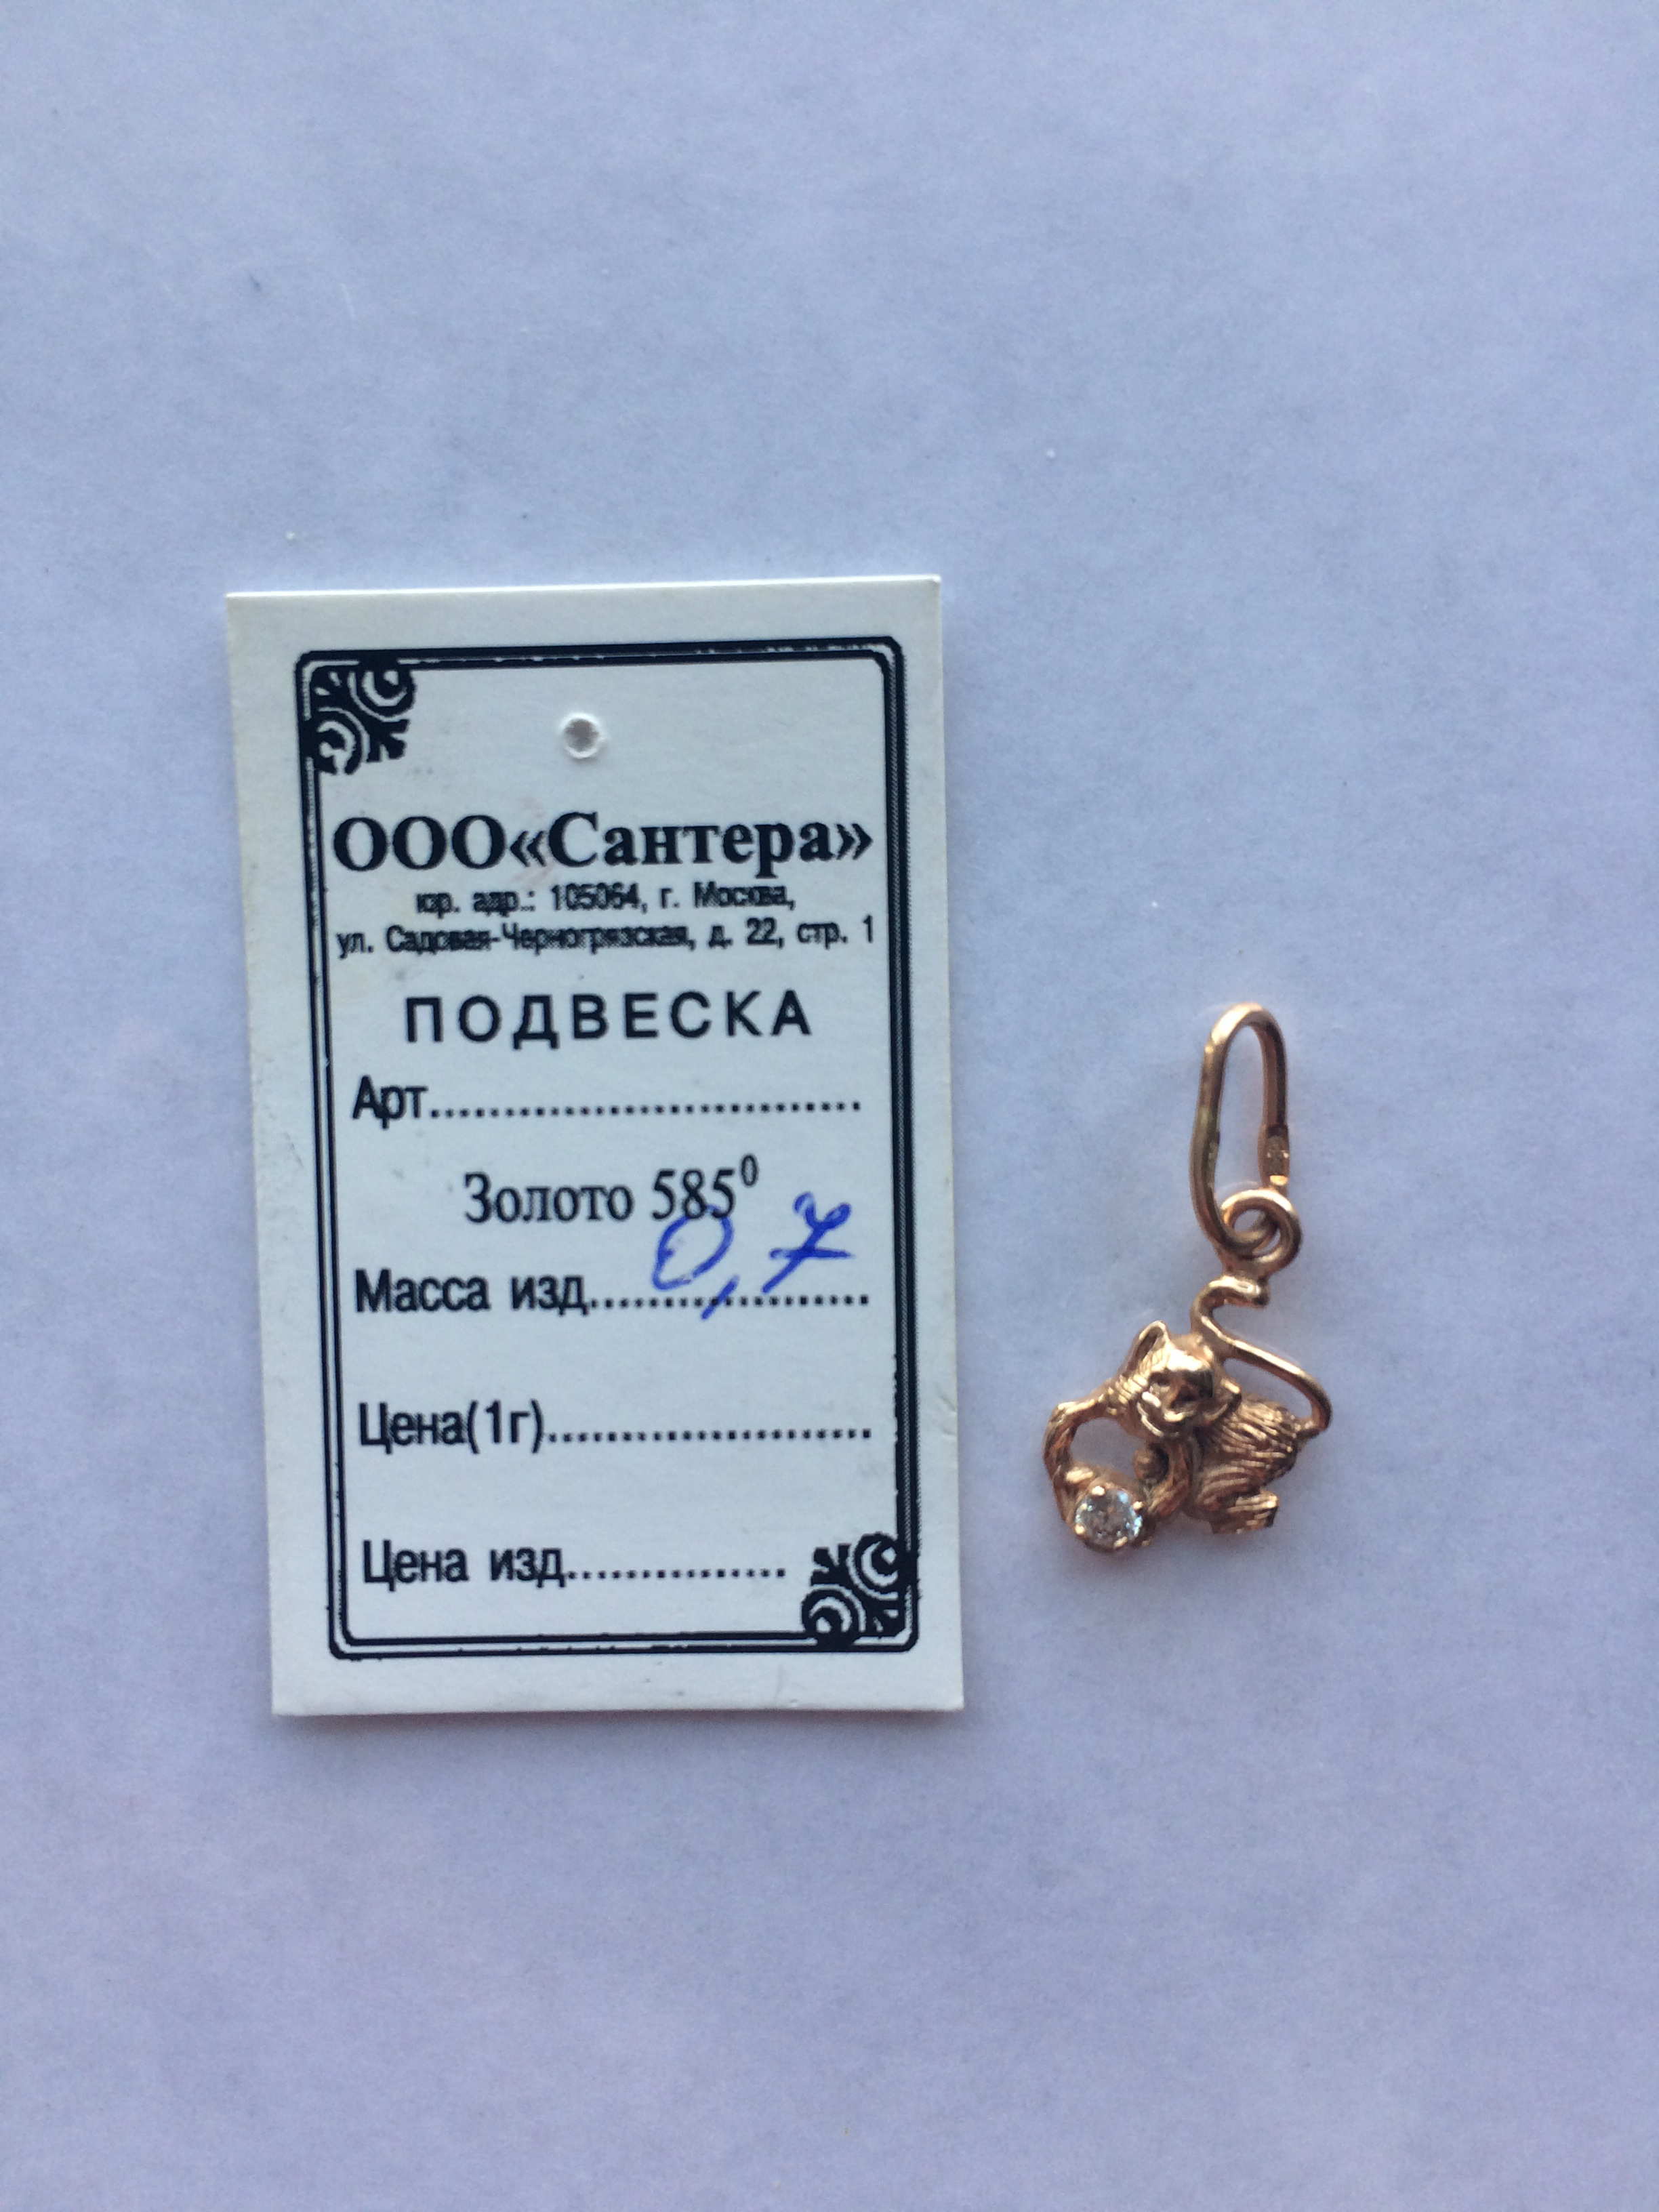 ООО«Сантера»
юр. адр.: 105064, г. Москва,
ул. Садовая-Черногрязская, д. 22, стр. 1
ПОДВЕСКА
Арт..............................
Золото 585⁰
Масса изд....0,7...............
Цена(1г)......................
Цена изд...............